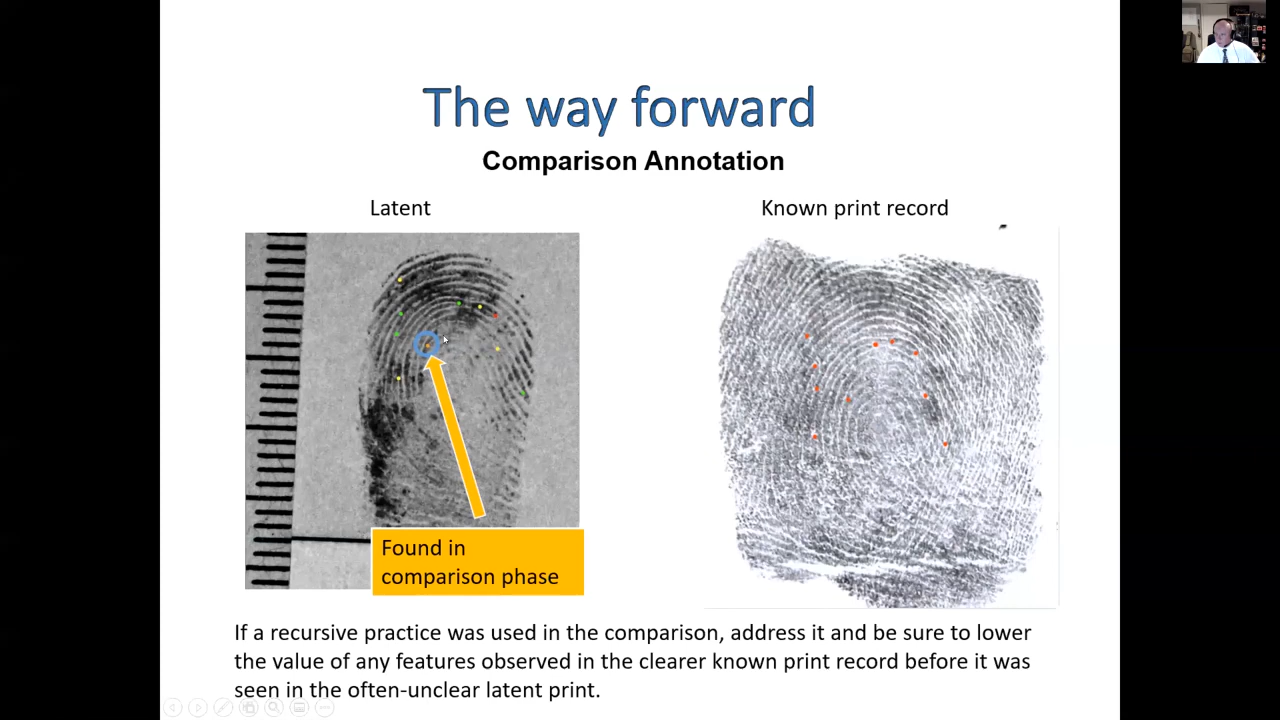 The way forward
Comparison Annotation
Latent
Known print record
Found in
comparison phase
If a recursive practice was used in the comparison, address it and be sure to lower
the value of any features observed in the clearer known print record before it was
seen in the often-unclear latent print.